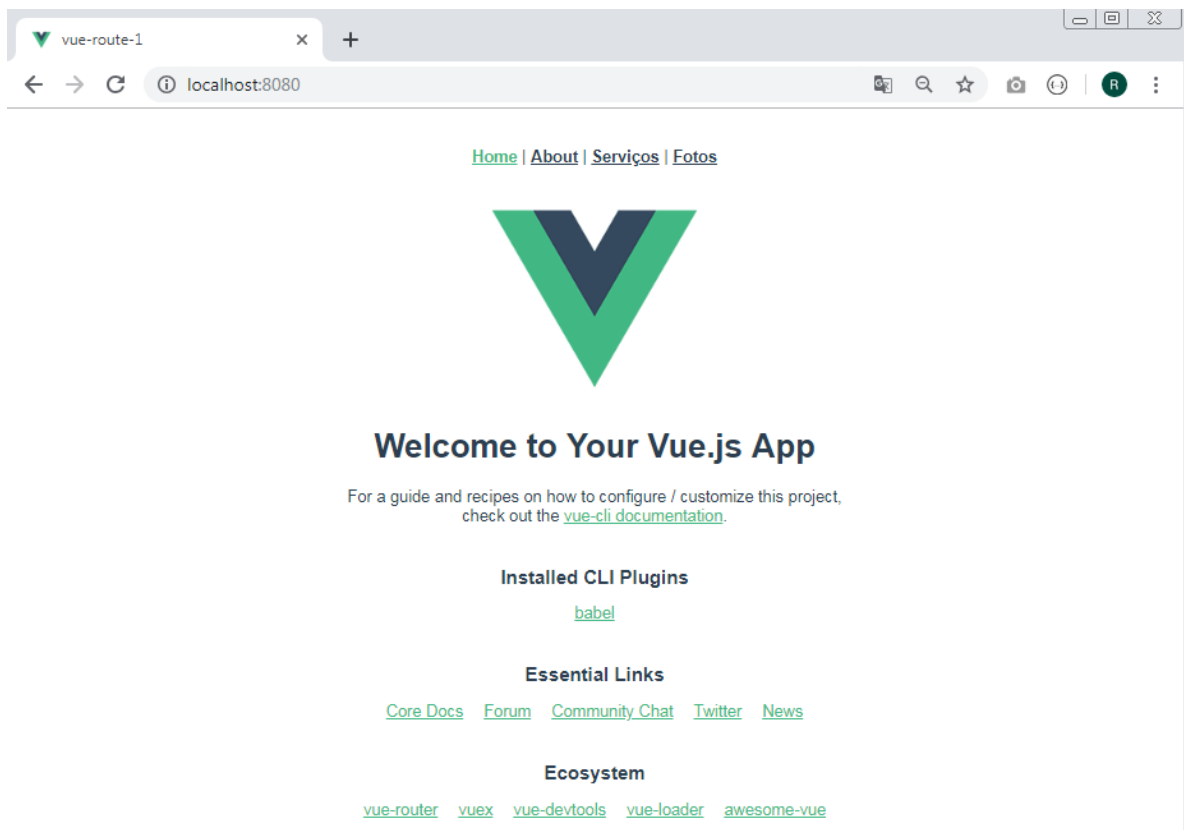 vue-route-1
localhost:8080
R
Home | About | Serviços | Fotos
Welcome to Your Vue.js App
For a guide and recipes on how to configure / customize this project,
check out the vue-cli documentation.
Installed CLI Plugins
babel
Essential Links
Core Docs Forum Community Chat Twitter News
Ecosystem
vue-router vuex vue-devtools vue-loader awesome-vue